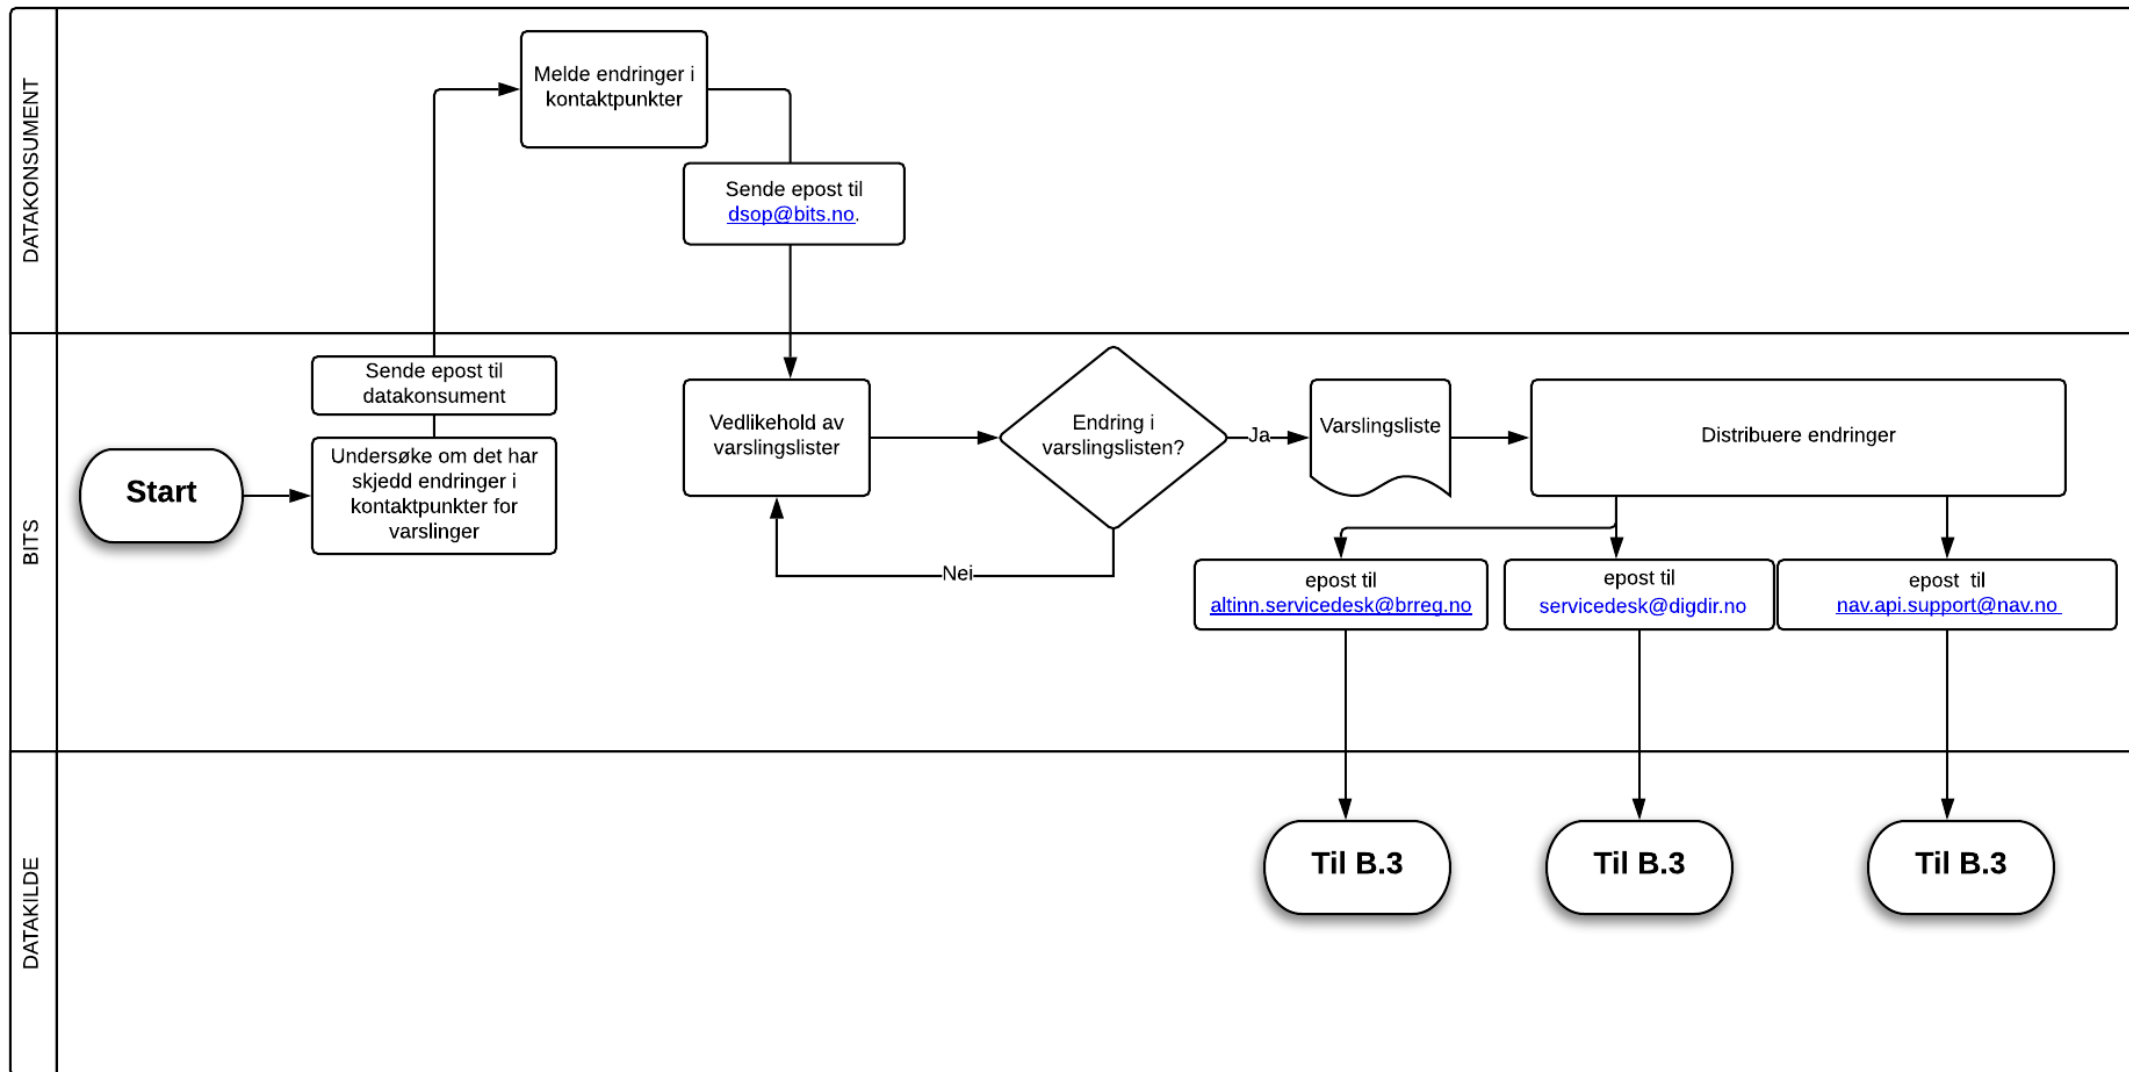 DATAKONSUMENT
Melde endringer i
kontaktpunkter
Sende epost til
dsop@bits.no.
BITS
Start
Sende epost til
datakonsument
Undersøke om det har
skjedd endringer i
kontaktpunkter for
varslinger
Vedlikehold av
varslingslister
Endring i
varslingslisten?
Ja
Nei
Varslingsliste
Distribuere endringer
epost til
altinn.servicedesk@brreg.no
epost til
servicedesk@digdir.no
epost til
nav.api.support@nav.no
DATAKILDE
Til B.3
Til B.3
Til B.3